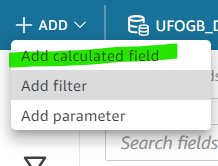 + ADD
UFOGB_D
Add calculated field
Add filter
Add parameter
Search fields